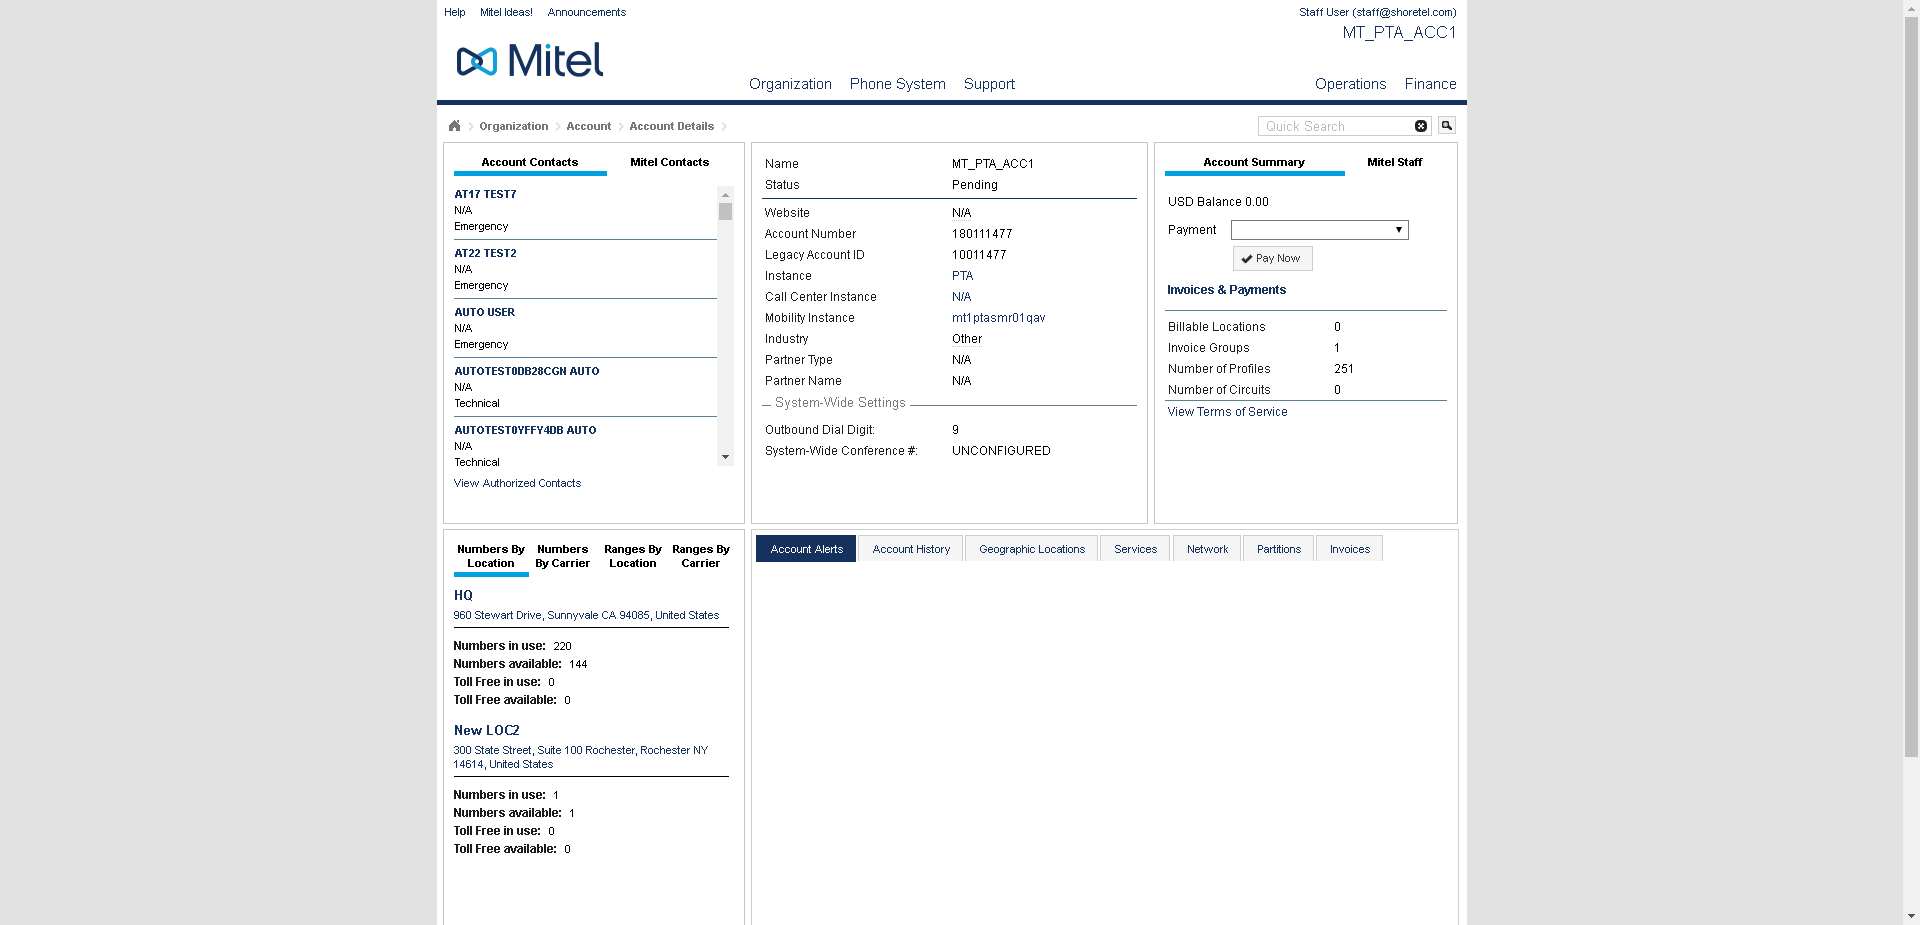 Help Mitel Ideas! Announcements
Staff User (staff@shoretel.com)
MT_PTA_ACC1
Mitel
Organization Phone System Support Operations Finance
Organization Account Account Details
Quick Search
Account Contacts Mitel Contacts
AT17 TEST7
N/A
Emergency
AT22 TEST2
N/A
Emergency
AUTO USER
N/A
Emergency
AUTOTEST0DB28CGN AUTO
N/A
Technical
AUTOTEST0YFFY4DB AUTO
N/A
Technical
View Authorized Contacts
Name MT_PTA_ACC1
Status Pending
Website N/A
Account Number 180111477
Legacy Account ID 10011477
Instance PTA
Call Center Instance N/A
Mobility Instance mt1ptasmr01qav
Industry Other
Partner Type N/A
Partner Name N/A
System-Wide Settings
Outbound Dial Digit: 9
System-Wide Conference #: UNCONFIGURED
Account Summary Mitel Staff
USD Balance 0.00
Payment
Pay Now
Invoices & Payments
Billable Locations 0
Invoice Groups 1
Number of Profiles 251
Number of Circuits 0
View Terms of Service
Numbers By Location
Numbers By Carrier
Ranges By Location
Ranges By Carrier
HQ
960 Stewart Drive, Sunnyvale CA 94085, United States
Numbers in use: 220
Numbers available: 144
Toll Free in use: 0
Toll Free available: 0
New LOC2
300 State Street, Suite 100 Rochester, Rochester NY
14614, United States
Numbers in use: 1
Numbers available: 1
Toll Free in use: 0
Toll Free available: 0
Account Alerts Account History Geographic Locations Services Network Partitions Invoices